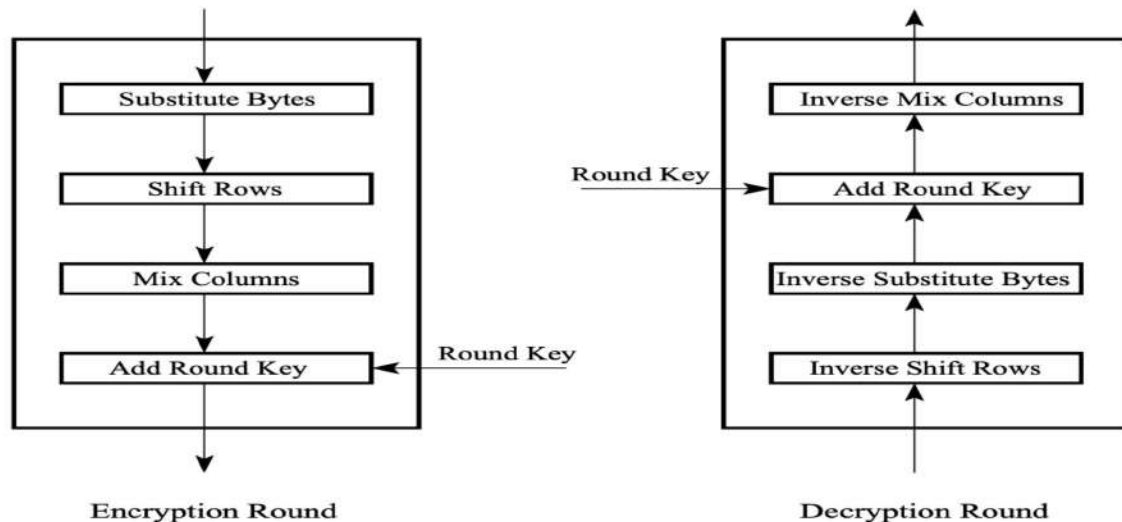 Substitute Bytes
Shift Rows
Mix Columns
Add Round Key
Round Key
Encryption Round
Inverse Mix Columns
Round Key
Add Round Key
Inverse Substitute Bytes
Inverse Shift Rows
Decryption Round